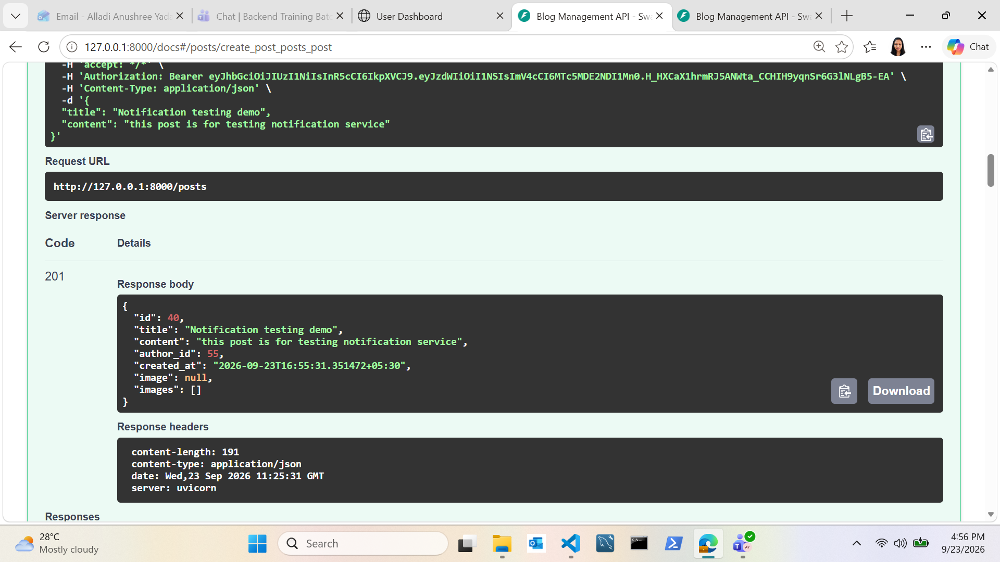 Email - Alladi Anushree Yada
Chat | Backend Training Batc
User Dashboard
Blog Management API - Swa
Blog Management API - Swa
127.0.0.1:8000/docs#/posts/create_post_posts_post
Chat
-H 'accept: */*' \
-H 'Authorization: Bearer eyJhbGciOiJIUzI1NiIsInR5cCI6IkpXVCJ9.eyJzdWIiOiI1NSIsImV4cCI6MTc5MDE2NDI1Mn0.H_HXCaX1hrmRJ5ANWta_CCHIH9yqnSr6G3lNLgB5-EA' \
-H 'Content-Type: application/json' \
-d '{
"title": "Notification testing demo",
"content": "this post is for testing notification service"
}'
Request URL
http://127.0.0.1:8000/posts
Server response
Code Details
201
Response body
{
"id": 40,
"title": "Notification testing demo",
"content": "this post is for testing notification service",
"author_id": 55,
"created_at": "2026-09-23T16:55:31.351472+05:30",
"image": null,
"images": []
}
Download
Response headers
content-length: 191
content-type: application/json
date: Wed,23 Sep 2026 11:25:31 GMT
server: uvicorn
Responses
28°C
Mostly cloudy
Search
AY
4:56 PM
9/23/2026